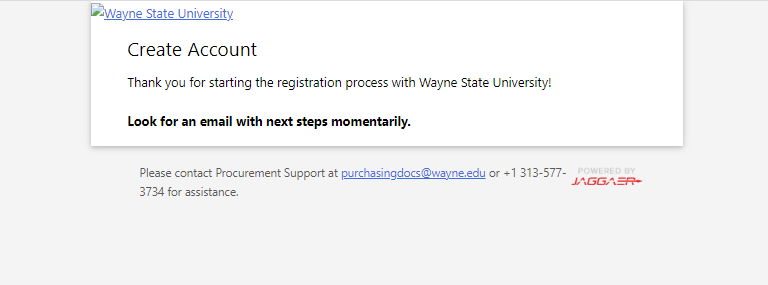 Wayne State University
Create Account
Thank you for starting the registration process with Wayne State University!
Look for an email with next steps momentarily.
Please contact Procurement Support at purchasingdocs@wayne.edu or +1 313-577-
3734 for assistance.
POWERED BY
JAGGAER